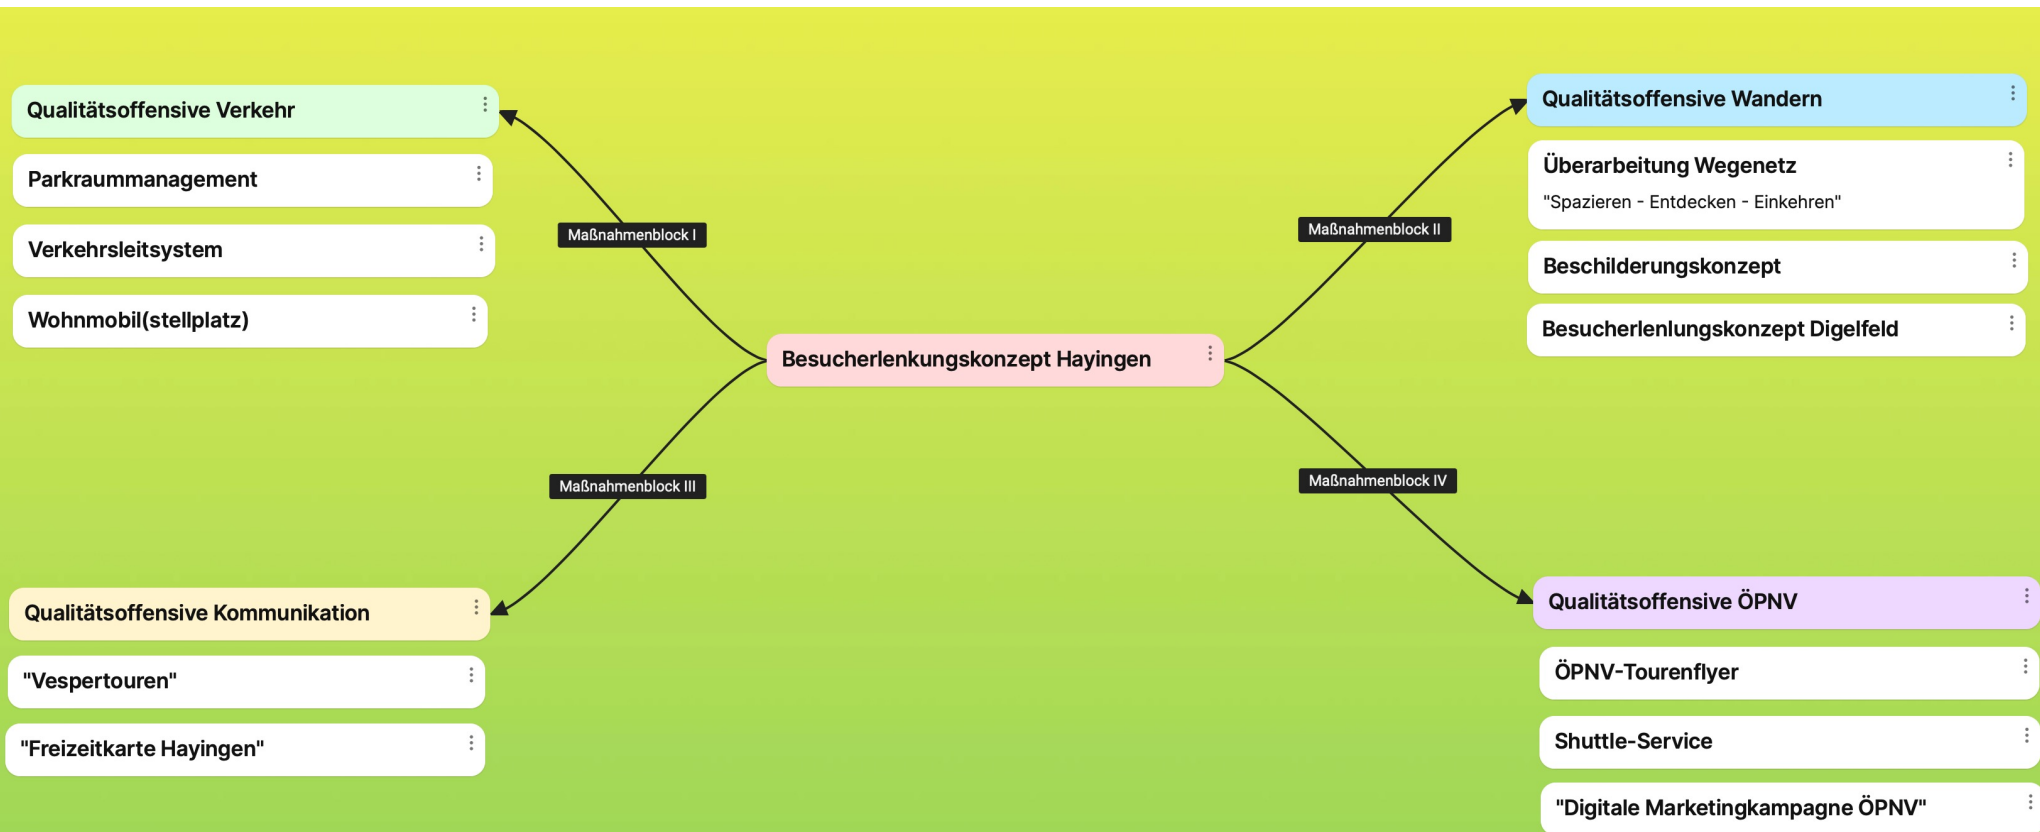 Qualitätsoffensive Verkehr
Parkraummanagement
Verkehrsleitsystem
Wohnmobil(stellplatz)
Maßnahmenblock I
Maßnahmenblock II
Qualitätsoffensive Wandern
Überarbeitung Wegenetz
"Spazieren - Entdecken - Einkehren"
Beschilderungskonzept
Besucherlenlungskonzept Digelfeld
Besucherlenkungskonzept Hayingen
Maßnahmenblock III
Maßnahmenblock IV
Qualitätsoffensive Kommunikation
"Vespertouren"
"Freizeitkarte Hayingen"
Qualitätsoffensive ÖPNV
ÖPNV-Tourenflyer
Shuttle-Service
"Digitale Marketingkampagne ÖPNV"